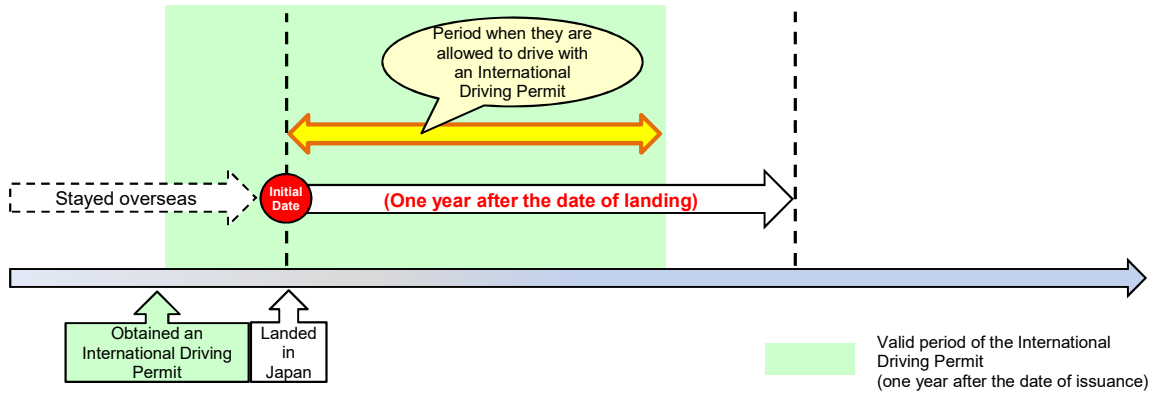 Period when they are
allowed to drive with
an International
Driving Permit
Stayed overseas
Initial
Date
(One year after the date of landing)
Obtained an
International Driving
Permit
Landed
in
Japan
Valid period of the International
Driving Permit
(one year after the date of issuance)